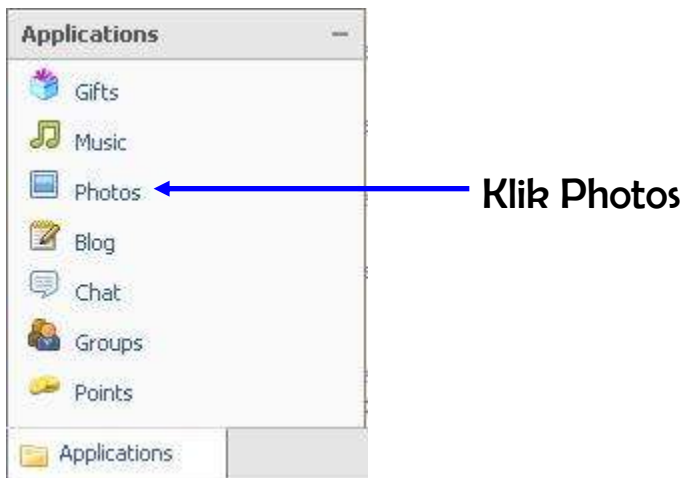 Applications
Gifts
Music
Photos
Klik Photos
Blog
Chat
Groups
Points
Applications